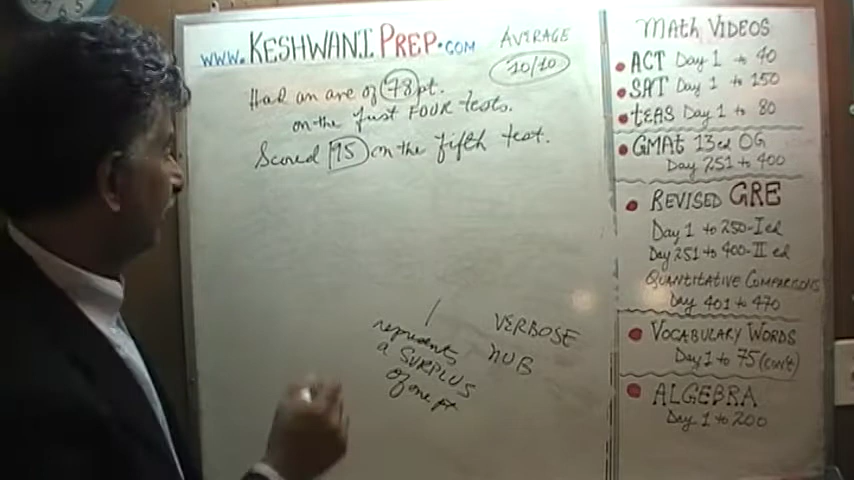 www.KESHWANIPREP.COM
AVERAGE
10/10
Had an ave of 78 pt.
on the first FOUR tests.
Scored 75 on the fifth test.
represents
a SURPLUS
of one pt
VERBOSE
HUB
Math VIDEOS
ACT Day 1 to 40
SAT Day 1 to 150
tEAS Day 1 to 80
GMAt 13ed OG
Day 251 to 400
REVISED GRE
Day 1 to 250-I ed
Day 251 to 400-II ed
QUANTITATIVE COMPARISONS
Day 401 to 470
VOCABULARY WORDS
Day 1 to 75 (con't)
ALGEBRA
Day 1 to 200